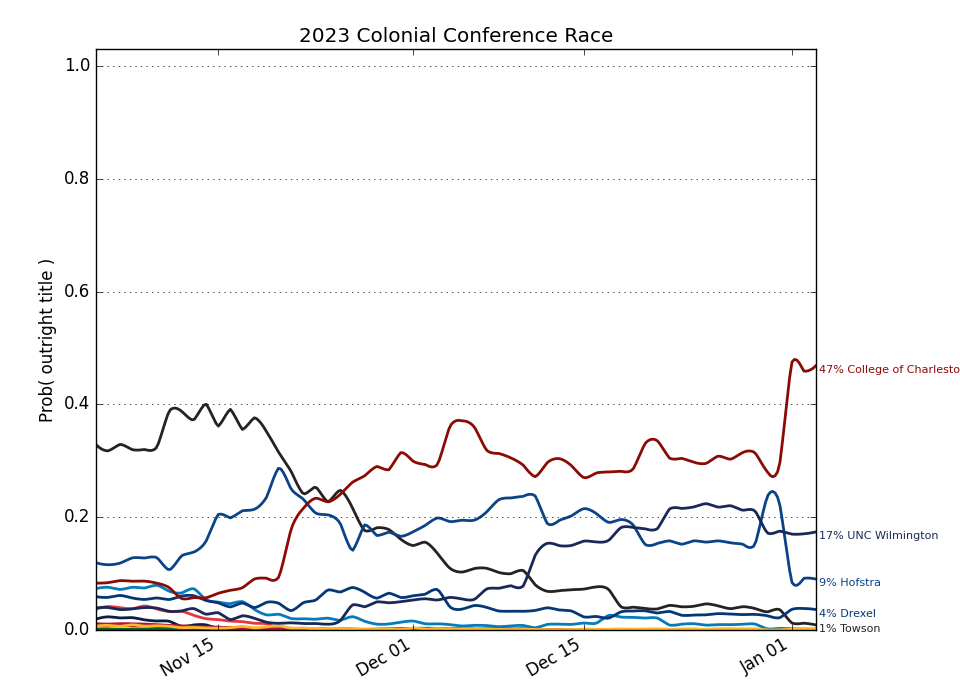 2023 Colonial Conference Race
Prob( outright title )
1.0
0.8
0.6
0.4
0.2
0.0
Nov 15
Dec 01
Dec 15
Jan 01
47% College of Charlesto
17% UNC Wilmington
9% Hofstra
4% Drexel
1% Towson